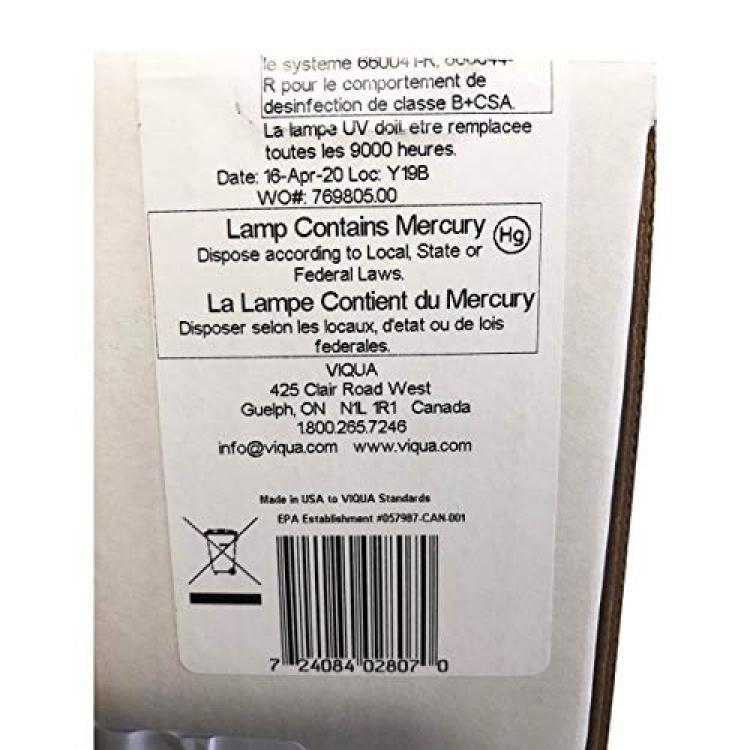 le systeme 660041-R, 660044-
R pour le comportement de
desinfection de classe B+CSA.
La lampe UV doit etre remplacee
toutes les 9000 heures.
Date: 16-Apr-20 Loc: Y19B
WO#: 769805.00
Lamp Contains Mercury Hg
Dispose according to Local, State or
Federal Laws.
La Lampe Contient du Mercury
Disposer selon les locaux, d'etat ou de lois
federales.
VIQUA
425 Clair Road West
Guelph, ON N1L 1R1 Canada
1.800.265.7246
info@viqua.com www.viqua.com
Made in USA to VIQUA Standards
EPA Establishment #057987-CAN-001
7 24084 02807 0